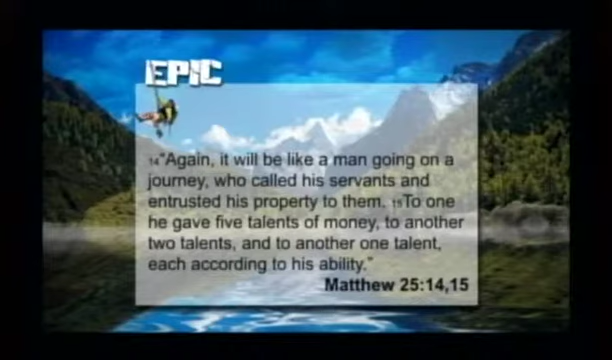 EPIC
14"Again, it will be like a man going on a
journey, who called his servants and
entrusted his property to them. 15To one
he gave five talents of money, to another
two talents, and to another one talent,
each according to his ability."
Matthew 25:14,15